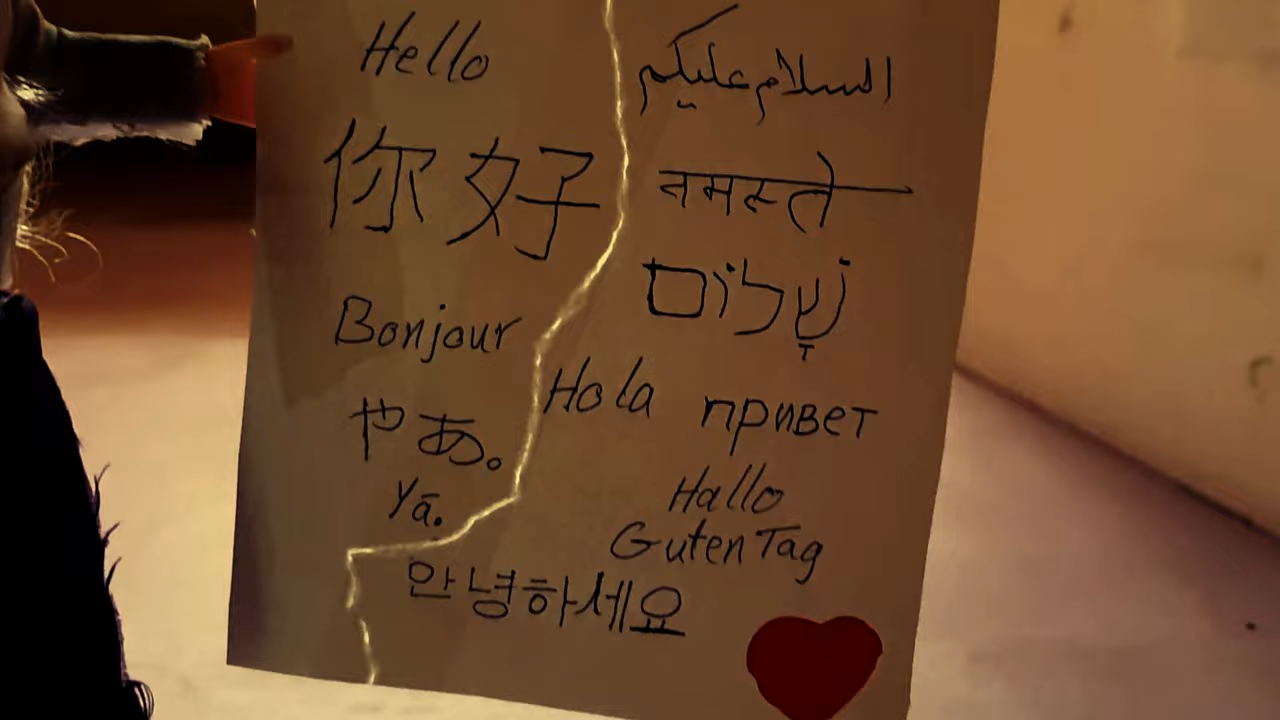 Hello
السلام عليكم
你好
नमस्ते
שָׁלוֹם
Bonjour
Hola
привет
やあ。
Yā.
Hallo
Guten Tag
안녕하세요